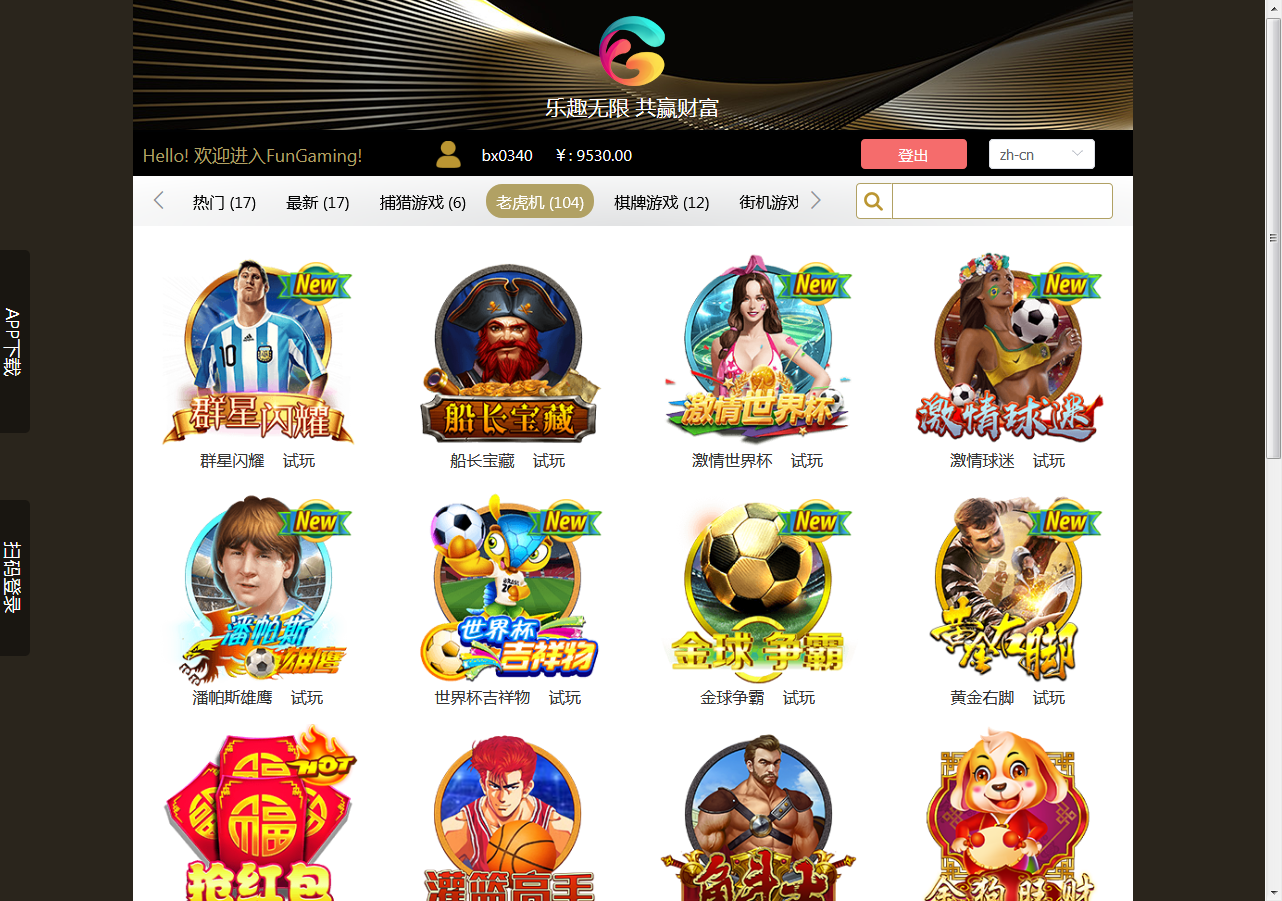 乐趣无限 共赢财富
Hello! 欢迎进入FunGaming!
bx0340 ￥: 9530.00
登出
zh-cn
热门 (17) 最新 (17) 捕猎游戏 (6) 老虎机 (104) 棋牌游戏 (12) 街机游戏
APP下载
扫码登录
New
10
群星闪耀
群星闪耀 试玩
船长宝藏
船长宝藏 试玩
New
激情世界杯
激情世界杯 试玩
New
激情球迷
激情球迷 试玩
New
潘帕斯雄鹰
潘帕斯雄鹰 试玩
New
世界杯
吉祥物
世界杯吉祥物 试玩
New
金球争霸
金球争霸 试玩
New
黄金右脚
黄金右脚 试玩
HOT
福
抢红包
灌篮高手
角斗士
金狗旺财